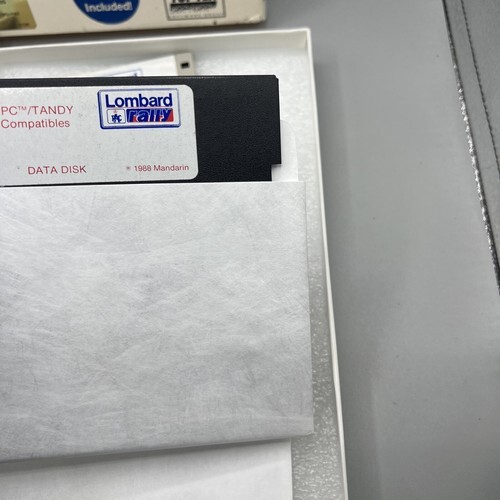 Included!
PC™/TANDY
Compatibles
Lombard
rally
DATA DISK
© 1988 Mandarin